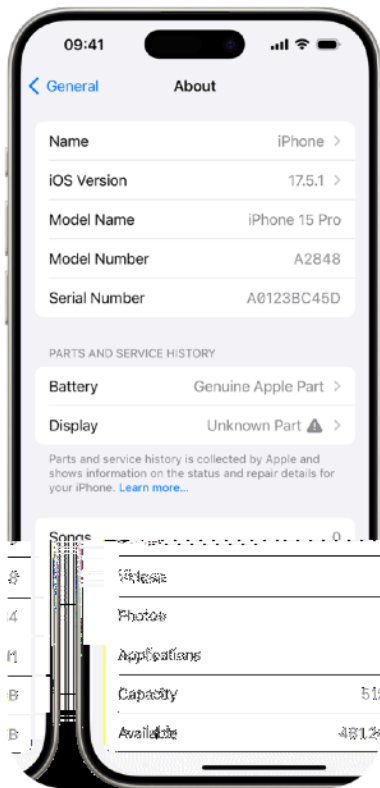 09:41
General
About
Name iPhone
iOS Version 17.5.1
Model Name iPhone 15 Pro
Model Number A2848
Serial Number A0123BC45D
PARTS AND SERVICE HISTORY
Battery Genuine Apple Part
Display Unknown Part
Parts and service history is collected by Apple and
shows information on the status and repair details for
your iPhone. Learn more...
Songs 0
Videos
Photos
Applications
Capacity
Available